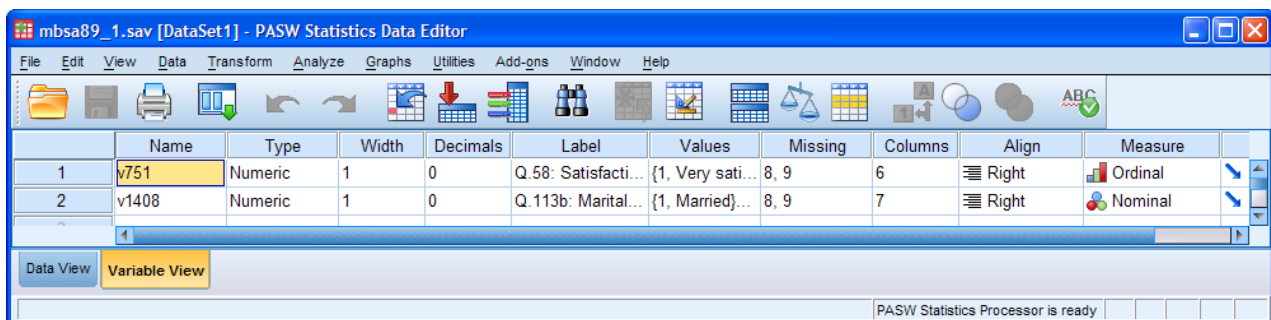 mbsa89_1.sav [DataSet1] - PASW Statistics Data Editor
File Edit View Data Transform Analyze Graphs Utilities Add-ons Window Help
A 1 ABC
Name Type Width Decimals Label Values Missing Columns Align Measure
1 v751 Numeric 1 0 Q.58: Satisfacti... {1, Very sati... 8, 9 6 Right Ordinal
2 v1408 Numeric 1 0 Q.113b: Marital... {1, Married}... 8, 9 7 Right Nominal
Data View Variable View
PASW Statistics Processor is ready